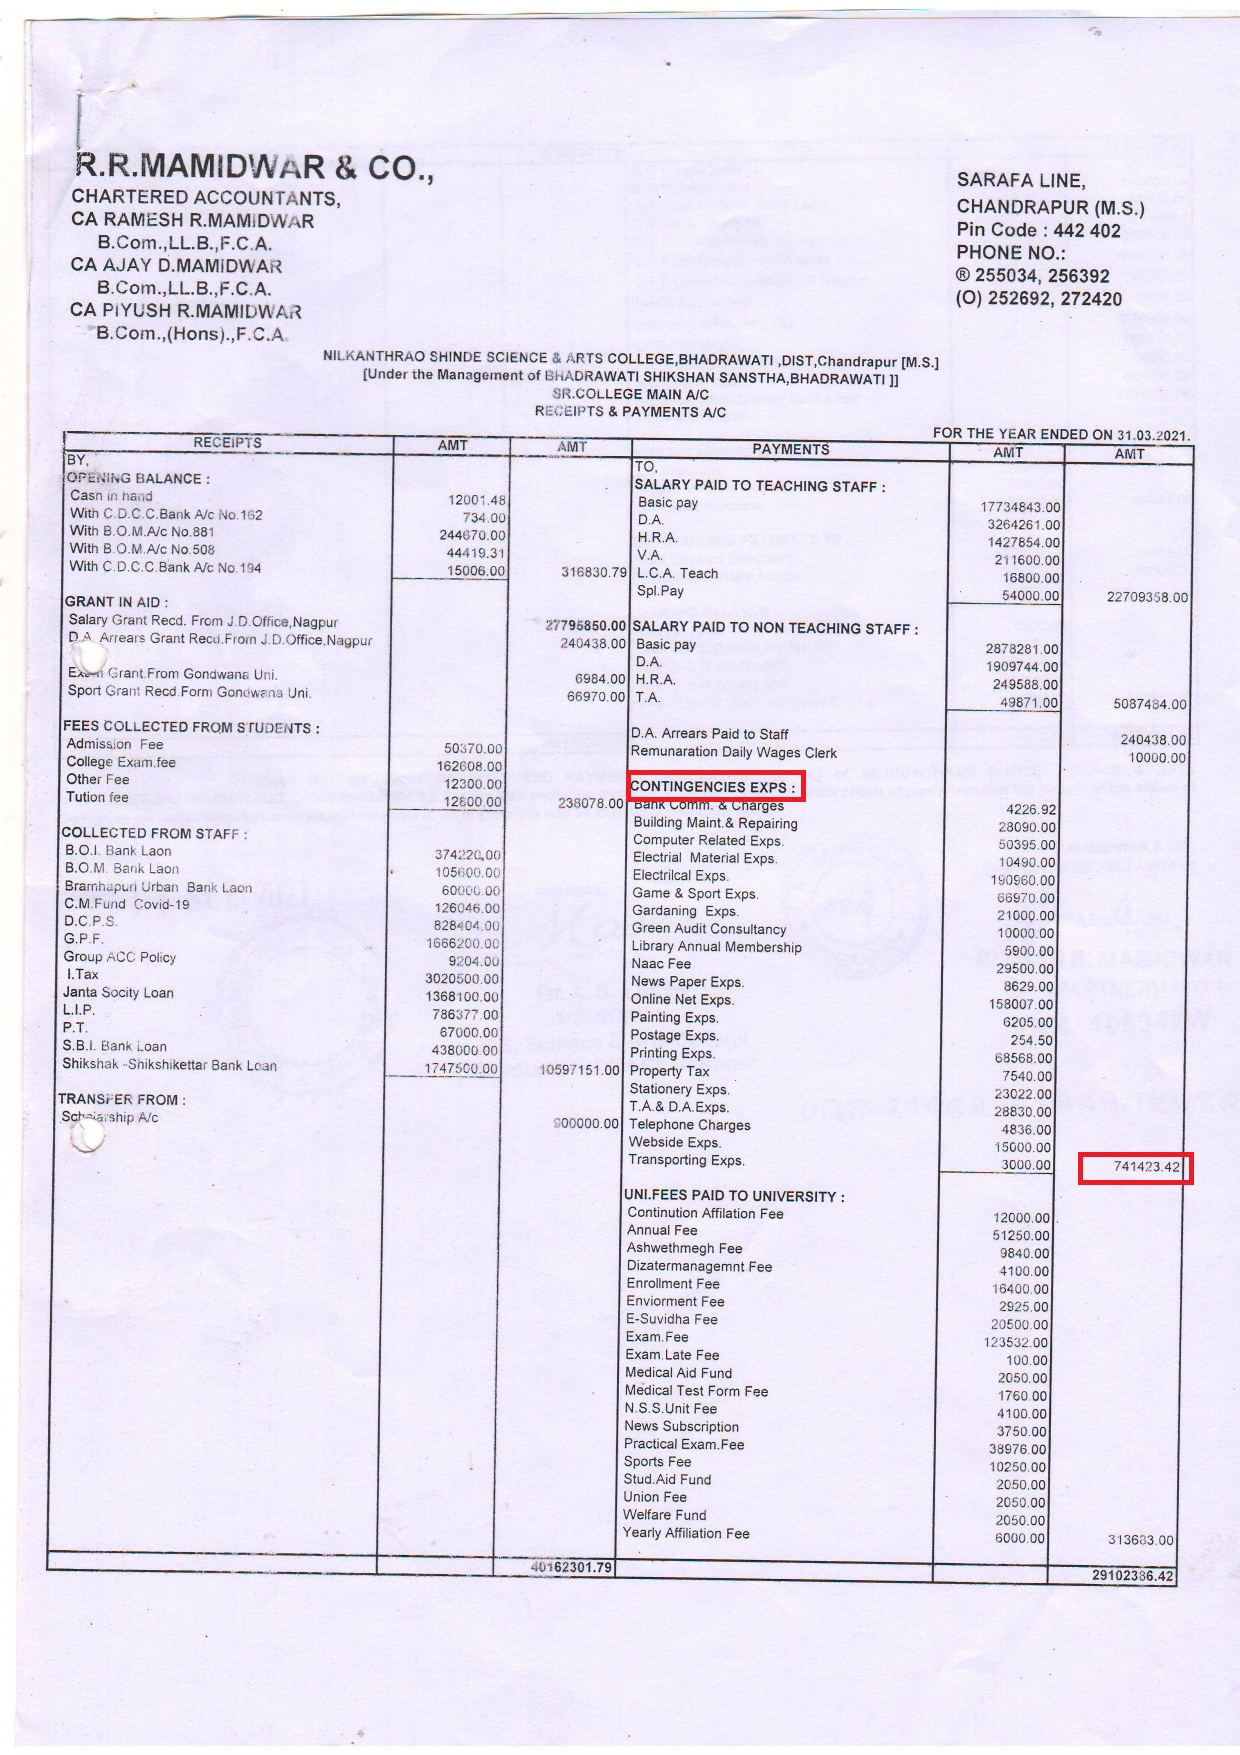 R.R.MAMIDWAR & CO.,
CHARTERED ACCOUNTANTS,
CA RAMESH R.MAMIDWAR
B.Com.,LL.B.,F.C.A.
CA AJAY D.MAMIDWAR
B.Com.,LL.B.,F.C.A.
CA PIYUSH R.MAMIDWAR
B.Com.,(Hons).,F.C.A.
SARAFA LINE,
CHANDRAPUR (M.S.)
Pin Code : 442 402
PHONE NO.:
® 255034, 256392
(O) 252692, 272420
NILKANTHRAO SHINDE SCIENCE & ARTS COLLEGE,BHADRAWATI ,DIST,Chandrapur [M.S.]
[Under the Management of BHADRAWATI SHIKSHAN SANSTHA,BHADRAWATI ]]
SR.COLLEGE MAIN A/C
RECEIPTS & PAYMENTS A/C
FOR THE YEAR ENDED ON 31.03.2021.
RECEIPTS AMT AMT
BY,
OPENING BALANCE :
Cash in hand 12001.48
With C.D.C.C.Bank A/c No.162 734.00
With B.O.M.A/c No.881 244670.00
With B.O.M.A/c No.508 44419.31
With C.D.C.C.Bank A/c No.194 15006.00 316830.79
GRANT IN AID :
Salary Grant Recd. From J.D.Office,Nagpur 27795850.00
D.A. Arrears Grant Recd.From J.D.Office,Nagpur 240438.00
Exam Grant.From Gondwana Uni. 6984.00
Sport Grant Recd.Form Gondwana Uni. 66970.00
FEES COLLECTED FROM STUDENTS :
Admission Fee 50370.00
College Exam.fee 162608.00
Other Fee 12300.00
Tution fee 12800.00 238078.00
COLLECTED FROM STAFF :
B.O.I. Bank Laon 374220.00
B.O.M. Bank Laon 105600.00
Bramhapuri Urban Bank Laon 60000.00
C.M.Fund Covid-19 126046.00
D.C.P.S. 828404.00
G.P.F. 1666200.00
Group ACC Policy 9204.00
I.Tax 3020500.00
Janta Socity Loan 1368100.00
L.I.P. 786377.00
P.T. 67000.00
S.B.I. Bank Loan 438000.00
Shikshak -Shikshikettar Bank Loan 1747500.00 10597151.00
TRANSFER FROM :
Scholarship A/c 900000.00
40162301.79
PAYMENTS AMT AMT
TO,
SALARY PAID TO TEACHING STAFF :
Basic pay 17734843.00
D.A. 3264261.00
H.R.A. 1427854.00
V.A. 211600.00
L.C.A. Teach 16800.00
Spl.Pay 54000.00 22709358.00
SALARY PAID TO NON TEACHING STAFF :
Basic pay 2878281.00
D.A. 1909744.00
H.R.A. 249588.00
T.A. 49871.00 5087484.00
D.A. Arrears Paid to Staff 240438.00
Remunaration Daily Wages Clerk 10000.00
CONTINGENCIES EXPS :
Bank Comm. & Charges 4226.92
Building Maint.& Repairing 28090.00
Computer Related Exps. 50395.00
Electrial Material Exps. 10490.00
Electrilcal Exps. 190960.00
Game & Sport Exps. 66970.00
Gardaning Exps. 21000.00
Green Audit Consultancy 10000.00
Library Annual Membership 5900.00
Naac Fee 29500.00
News Paper Exps. 8629.00
Online Net Exps. 158007.00
Painting Exps. 6205.00
Postage Exps. 254.50
Printing Exps. 68568.00
Property Tax 7540.00
Stationery Exps. 23022.00
T.A.& D.A.Exps. 28830.00
Telephone Charges 4836.00
Webside Exps. 15000.00
Transporting Exps. 3000.00 741423.42
UNI.FEES PAID TO UNIVERSITY :
Continution Affilation Fee 12000.00
Annual Fee 51250.00
Ashwethmegh Fee 9840.00
Dizatermanagemnt Fee 4100.00
Enrollment Fee 16400.00
Enviorment Fee 2925.00
E-Suvidha Fee 20500.00
Exam.Fee 123532.00
Exam.Late Fee 100.00
Medical Aid Fund 2050.00
Medical Test Form Fee 1760.00
N.S.S.Unit Fee 4100.00
News Subscription 3750.00
Practical Exam.Fee 38976.00
Sports Fee 10250.00
Stud.Aid Fund 2050.00
Union Fee 2050.00
Welfare Fund 2050.00
Yearly Affiliation Fee 6000.00 313683.00
29102386.42